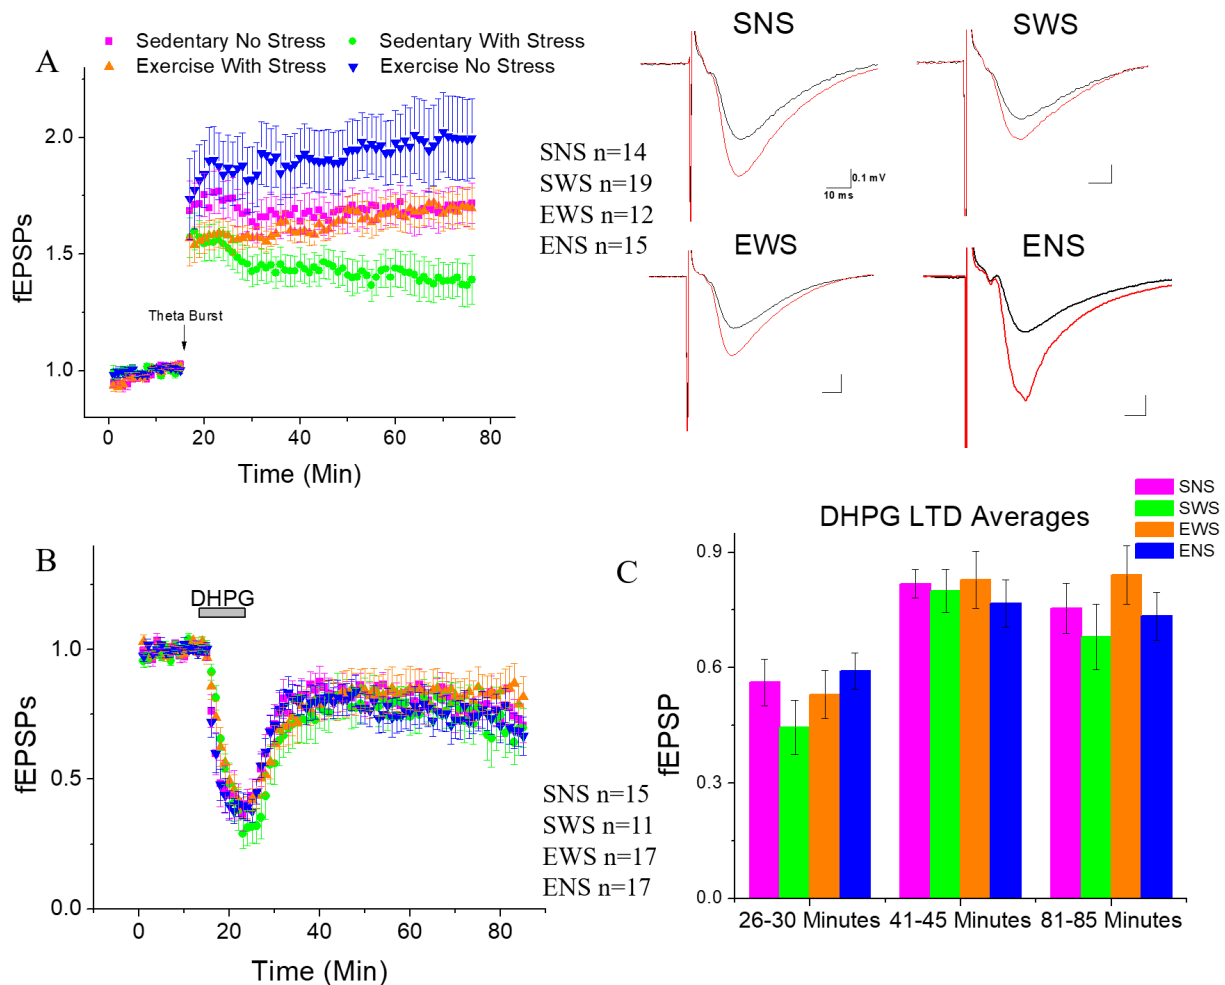 A
Sedentary No Stress
Sedentary With Stress
Exercise With Stress
Exercise No Stress
2.0
1.5
1.0
fEPSPs
Theta Burst
0
20
40
60
80
Time (Min)
SNS n=14
SWS n=19
EWS n=12
ENS n=15
SNS
0.1 mV
10 ms
SWS
EWS
ENS
B
DHPG
1.0
0.5
0.0
fEPSPs
0
20
40
60
80
Time (Min)
SNS n=15
SWS n=11
EWS n=17
ENS n=17
C
DHPG LTD Averages
SNS
SWS
EWS
ENS
0.9
0.6
0.3
0.0
fEPSP
26-30 Minutes
41-45 Minutes
81-85 Minutes